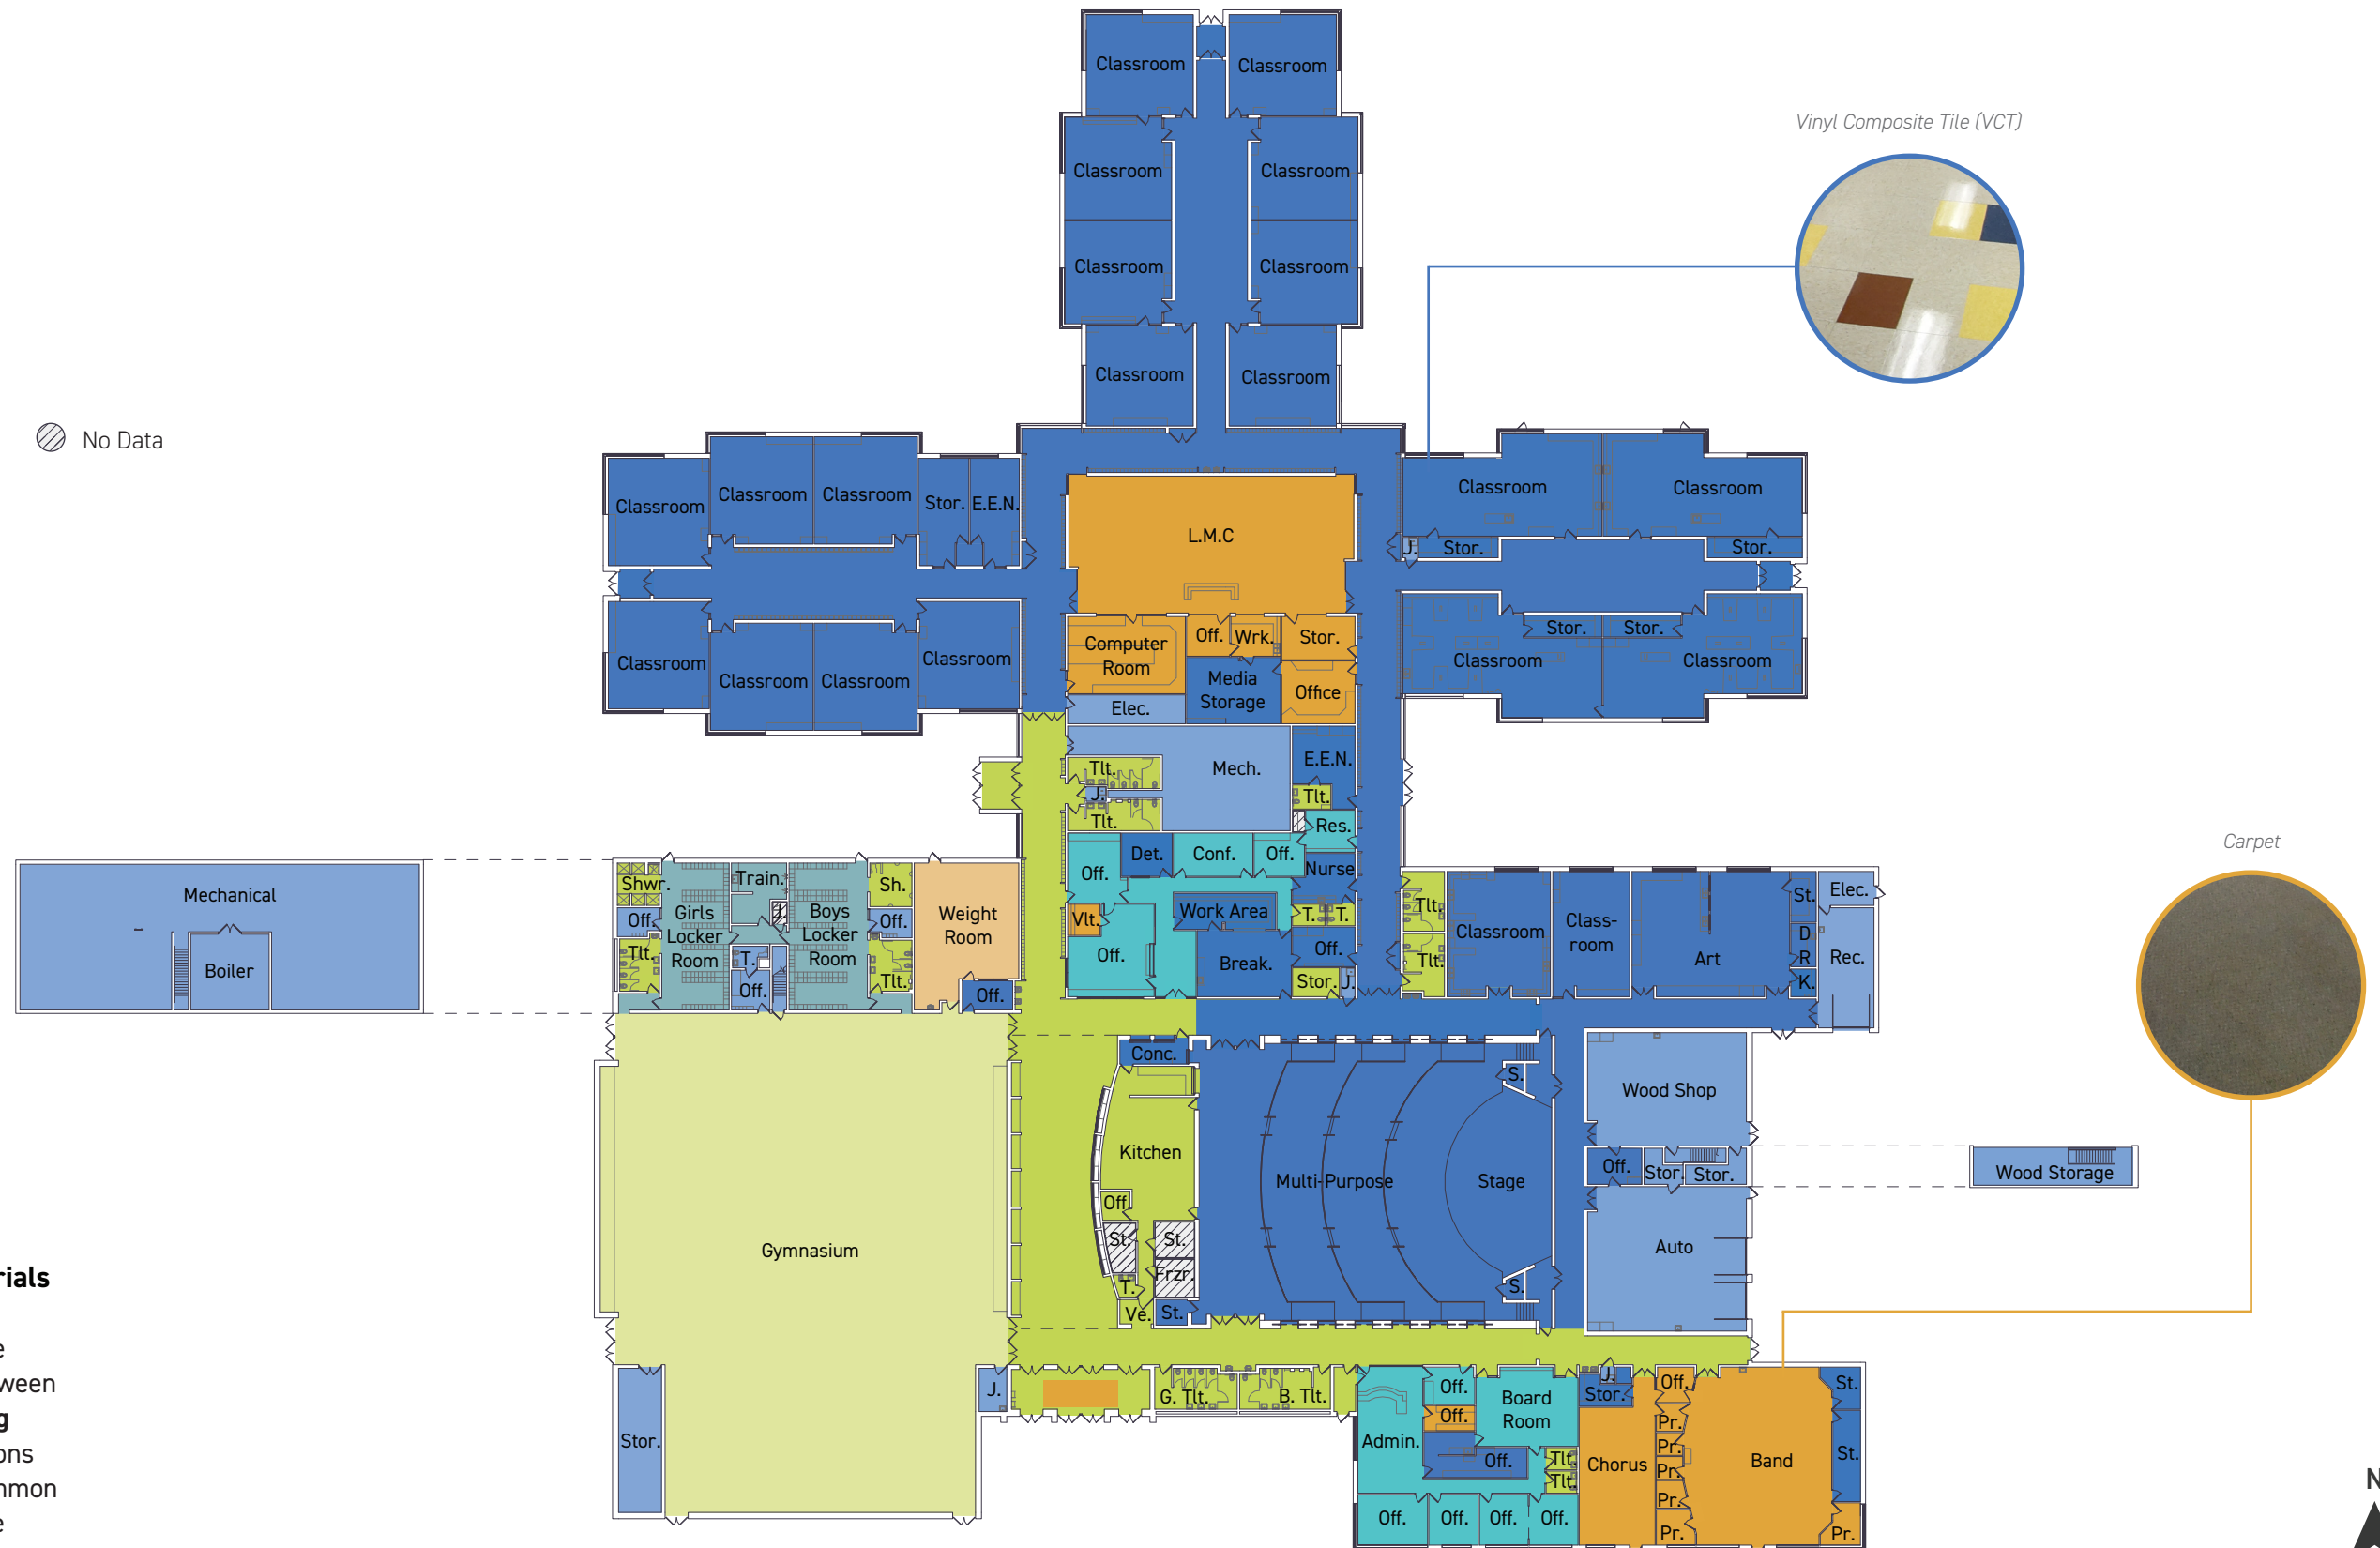 Classroom
Classroom
Vinyl Composite Tile (VCT)
Classroom
Classroom
Classroom
Classroom
Classroom
Classroom
No Data
Classroom
Classroom
Classroom
Stor.
E.E.N.
L.M.C
Classroom
Classroom
J.
Stor.
Stor.
Classroom
Classroom
Classroom
Classroom
Computer
Room
Off.
Wrk.
Stor.
Media
Storage
Office
Elec.
Stor.
Stor.
Classroom
Classroom
Mech.
E.E.N.
Tlt.
J.
Tlt.
Tlt.
Res.
Off.
Det.
Conf.
Off.
Nurse
Vlt.
Work Area
T.
T.
Off.
Break.
Off.
Stor.
J.
Carpet
Mechanical
Boiler
Shwr.
Off.
Tlt.
Girls
Locker
Room
Train.
J.
T.
Off.
Boys
Locker
Room
Sh.
Off.
Tlt.
Weight
Room
Off.
Tlt.
Tlt.
Classroom
Class-
room
Art
St.
D
R
K.
Elec.
Rec.
Conc.
Kitchen
Off.
St.
St.
Frzr.
T.
Ve.
St.
Multi-Purpose
Stage
S.
S.
Wood Shop
Off.
Stor.
Stor.
Wood Storage
Auto
Gymnasium
Stor.
J.
G. Tlt.
B. Tlt.
Admin.
Off.
Off.
Off.
Board
Room
Tlt.
Tlt.
Off.
Off.
Off.
Off.
J.
Stor.
Chorus
Off.
Pr.
Pr.
Pr.
Pr.
Pr.
Band
St.
St.
Pr.
rials
e
ween
g
ons
nmon
e
N